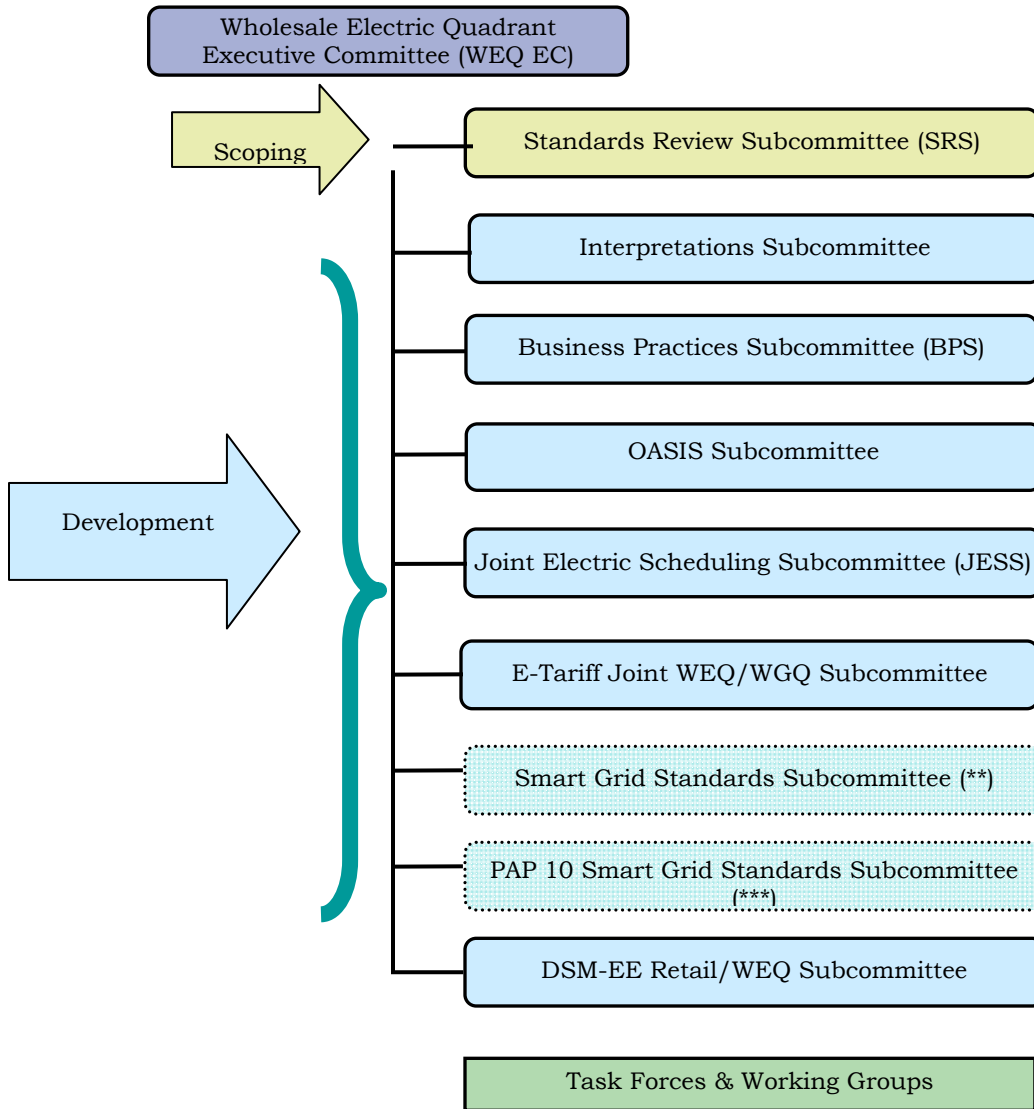 Wholesale Electric Quadrant
Executive Committee (WEQ EC)
Scoping
Standards Review Subcommittee (SRS)
Interpretations Subcommittee
Business Practices Subcommittee (BPS)
OASIS Subcommittee
Development
Joint Electric Scheduling Subcommittee (JESS)
E-Tariff Joint WEQ/WGQ Subcommittee
Smart Grid Standards Subcommittee (**)
PAP 10 Smart Grid Standards Subcommittee
(***)
DSM-EE Retail/WEQ Subcommittee
Task Forces & Working Groups